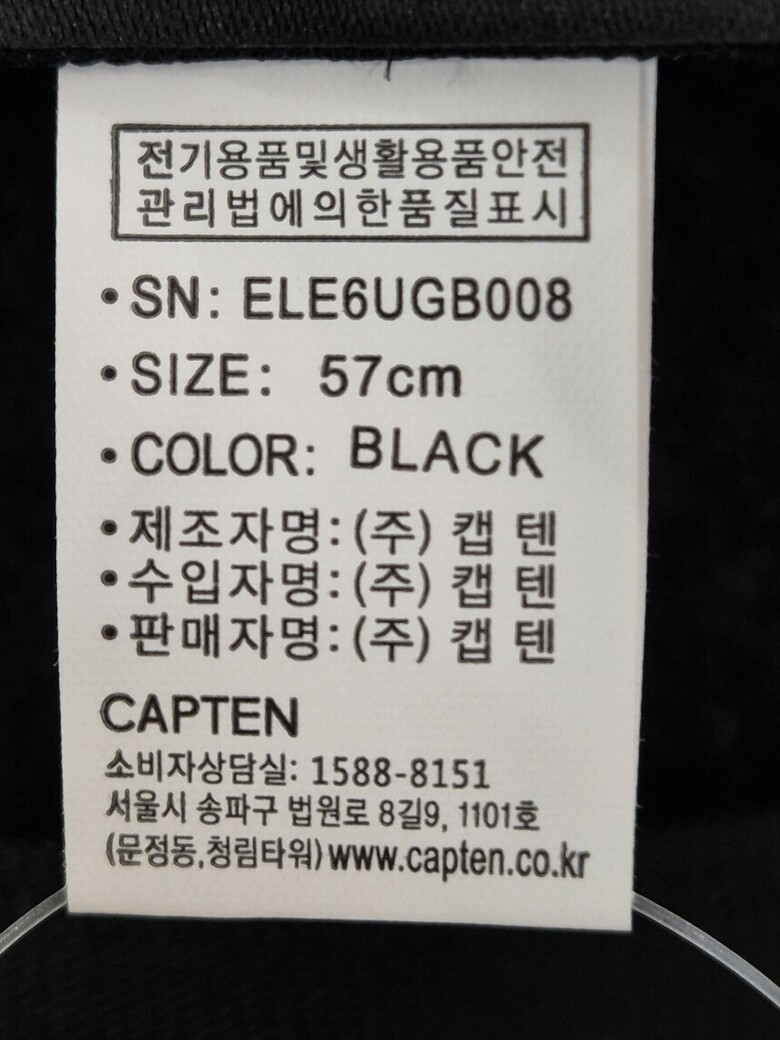 전기용품및생활용품안전
관리법에의한품질표시
• SN: ELE6UGB008
• SIZE: 57cm
• COLOR: BLACK
• 제조자명: (주) 캡 텐
• 수입자명: (주) 캡 텐
• 판매자명: (주) 캡 텐
CAPTEN
소비자상담실: 1588-8151
서울시 송파구 법원로 8길9, 1101호
(문정동,청림타워) www.capten.co.kr